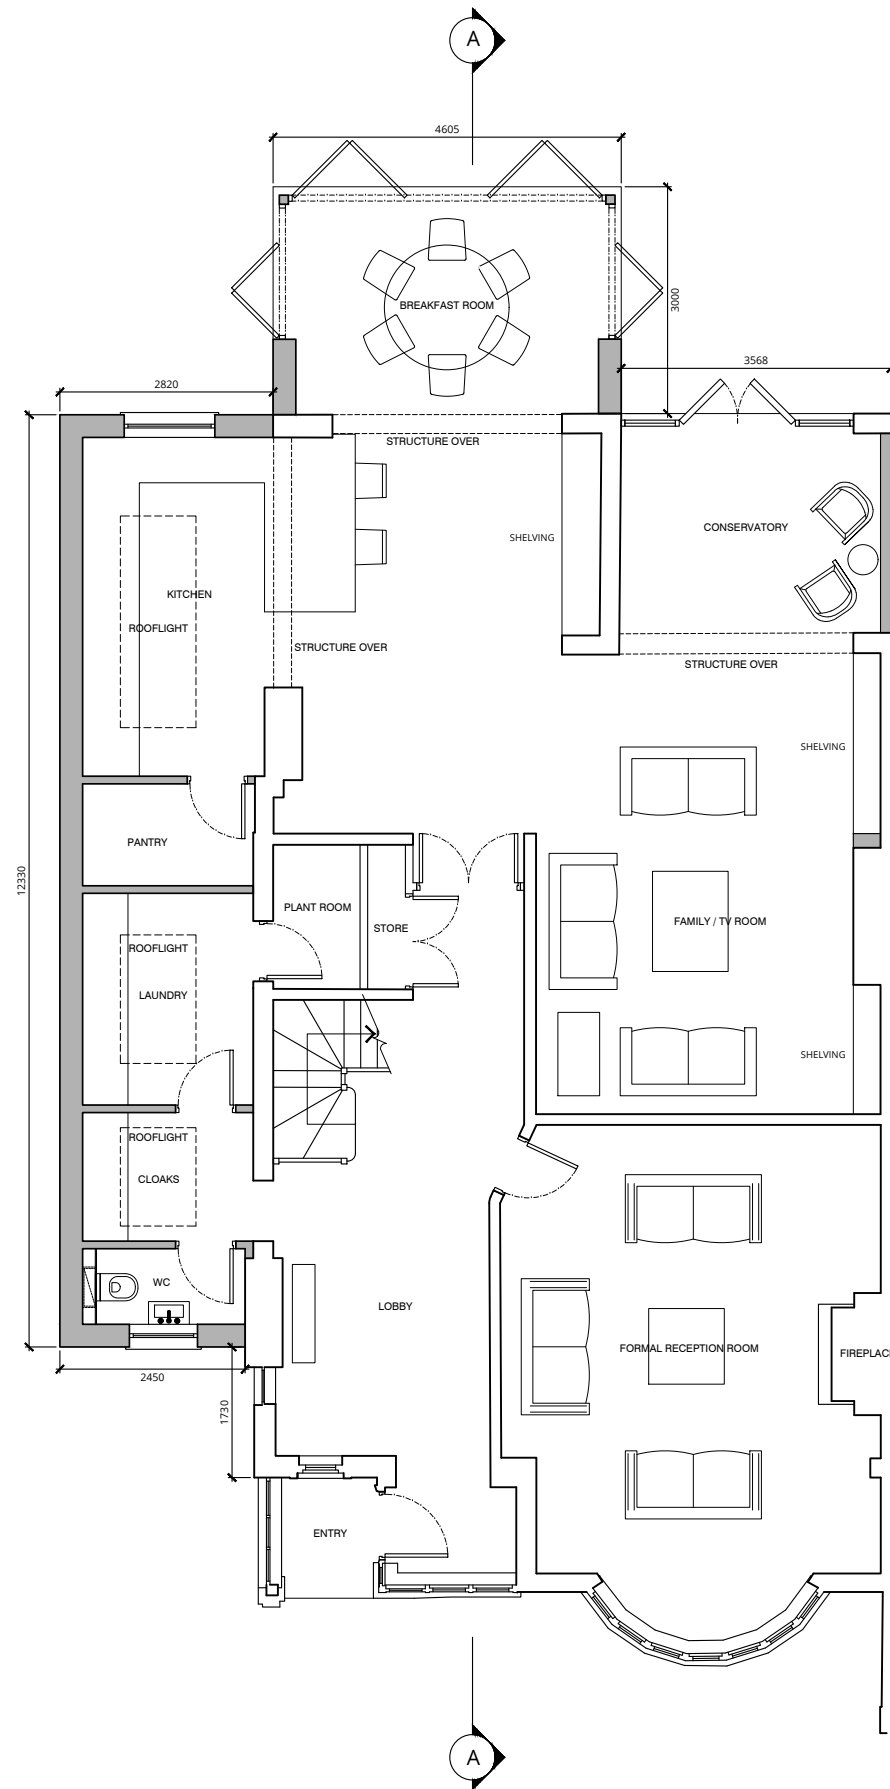 A
4605
3000
BREAKFAST ROOM
3568
2820
STRUCTURE OVER
CONSERVATORY
SHELVING
KITCHEN
ROOFLIGHT
STRUCTURE OVER
STRUCTURE OVER
SHELVING
PANTRY
12330
PLANT ROOM
STORE
FAMILY / TV ROOM
ROOFLIGHT
LAUNDRY
SHELVING
ROOFLIGHT
CLOAKS
WC
LOBBY
FORMAL RECEPTION ROOM
FIREPLAC
2450
1730
ENTRY
A